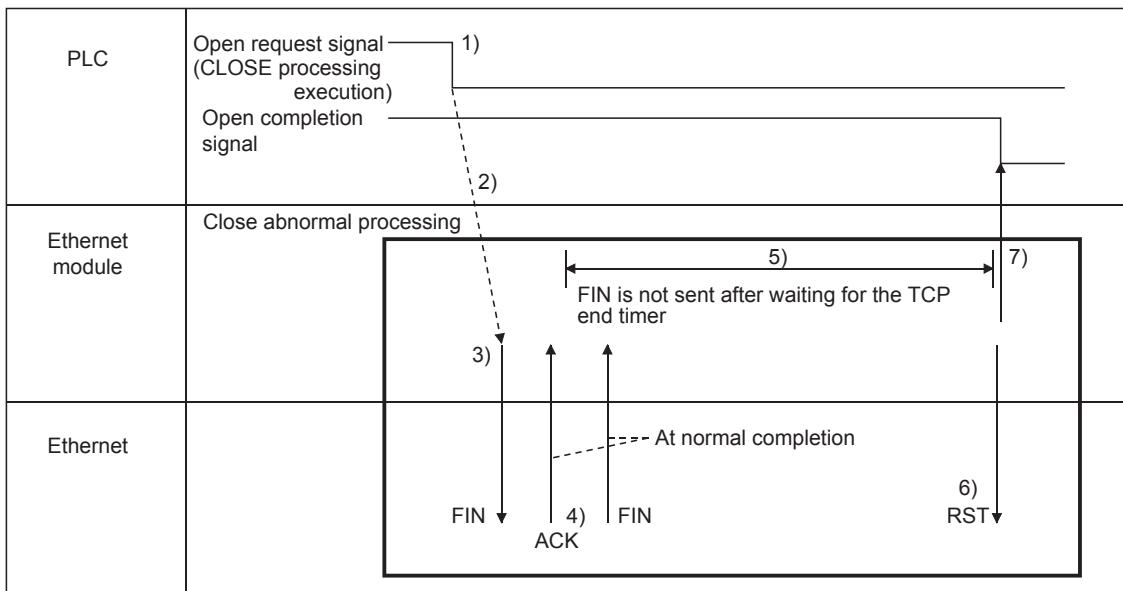 PLC
Open request signal
(CLOSE processing
execution)
1)
Open completion
signal
2)
Ethernet
module
Close abnormal processing
5)
7)
FIN is not sent after waiting for the TCP
end timer
3)
Ethernet
At normal completion
6)
FIN
4)
FIN
RST
ACK